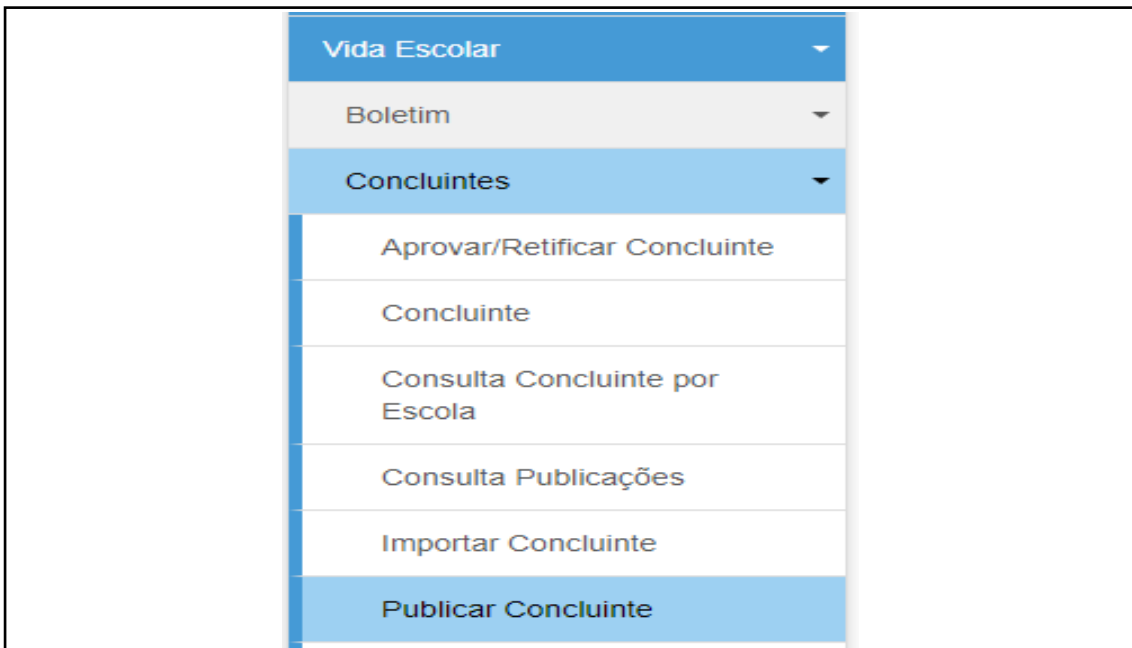 Vida Escolar
Boletim
Concluintes
Aprovar/Retificar Concluinte
Concluinte
Consulta Concluinte por
Escola
Consulta Publicações
Importar Concluinte
Publicar Concluinte